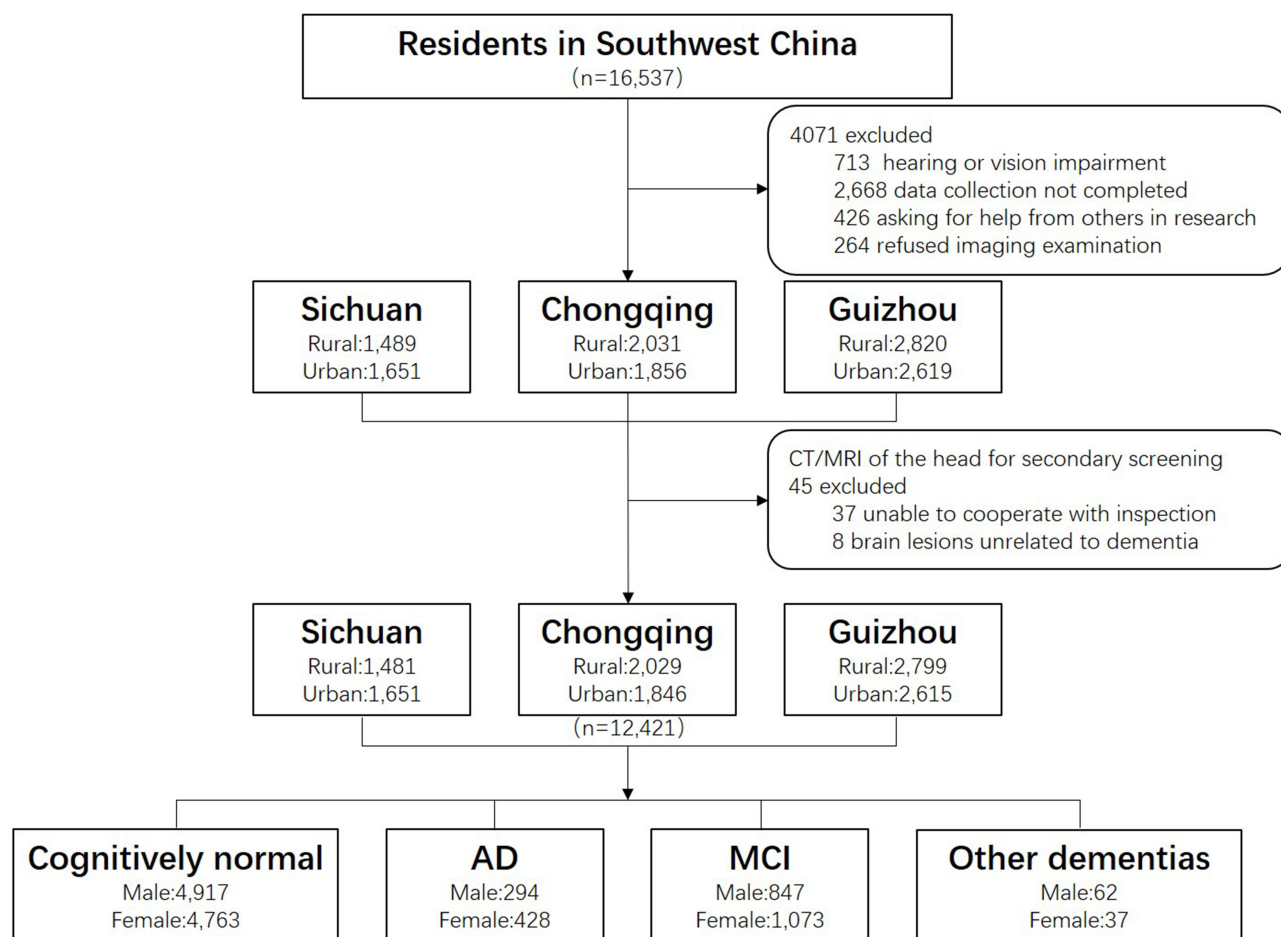 Residents in Southwest China
(n=16,537)
4071 excluded
713 hearing or vision impairment
2,668 data collection not completed
426 asking for help from others in research
264 refused imaging examination
Sichuan
Rural:1,489
Urban:1,651
Chongqing
Rural:2,031
Urban:1,856
Guizhou
Rural:2,820
Urban:2,619
CT/MRI of the head for secondary screening
45 excluded
37 unable to cooperate with inspection
8 brain lesions unrelated to dementia
Sichuan
Rural:1,481
Urban:1,651
Chongqing
Rural:2,029
Urban:1,846
Guizhou
Rural:2,799
Urban:2,615
(n=12,421)
Cognitively normal
Male:4,917
Female:4,763
AD
Male:294
Female:428
MCI
Male:847
Female:1,073
Other dementias
Male:62
Female:37